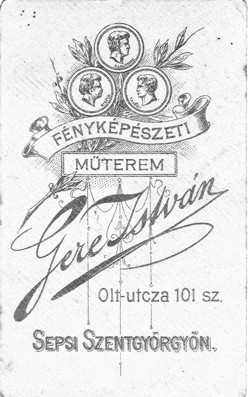 FÉNYKÉPÉSZETI
MŰTEREM
Gere István
Olt-utcza 101 sz.
SEPSI SZENTGYÖRGYÖN.